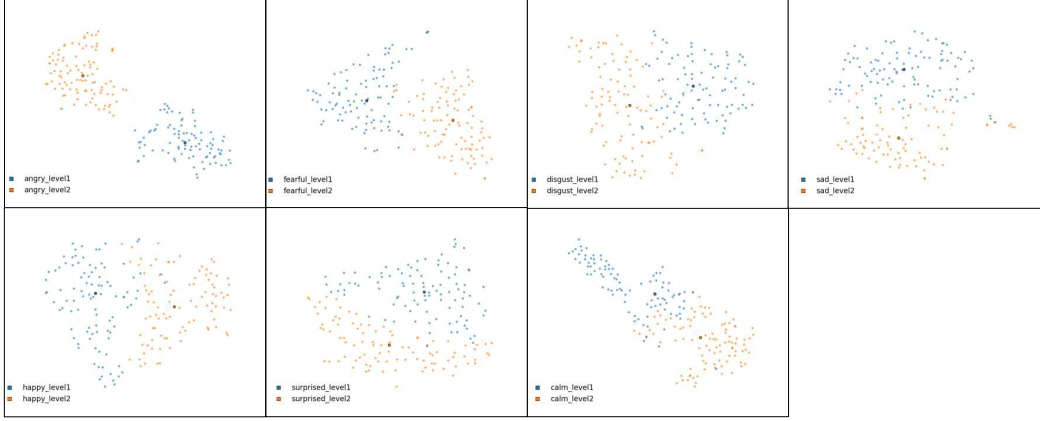 angry_level1
angry_level2
fearful_level1
fearful_level2
disgust_level1
disgust_level2
sad_level1
sad_level2
happy_level1
happy_level2
surprised_level1
surprised_level2
calm_level1
calm_level2